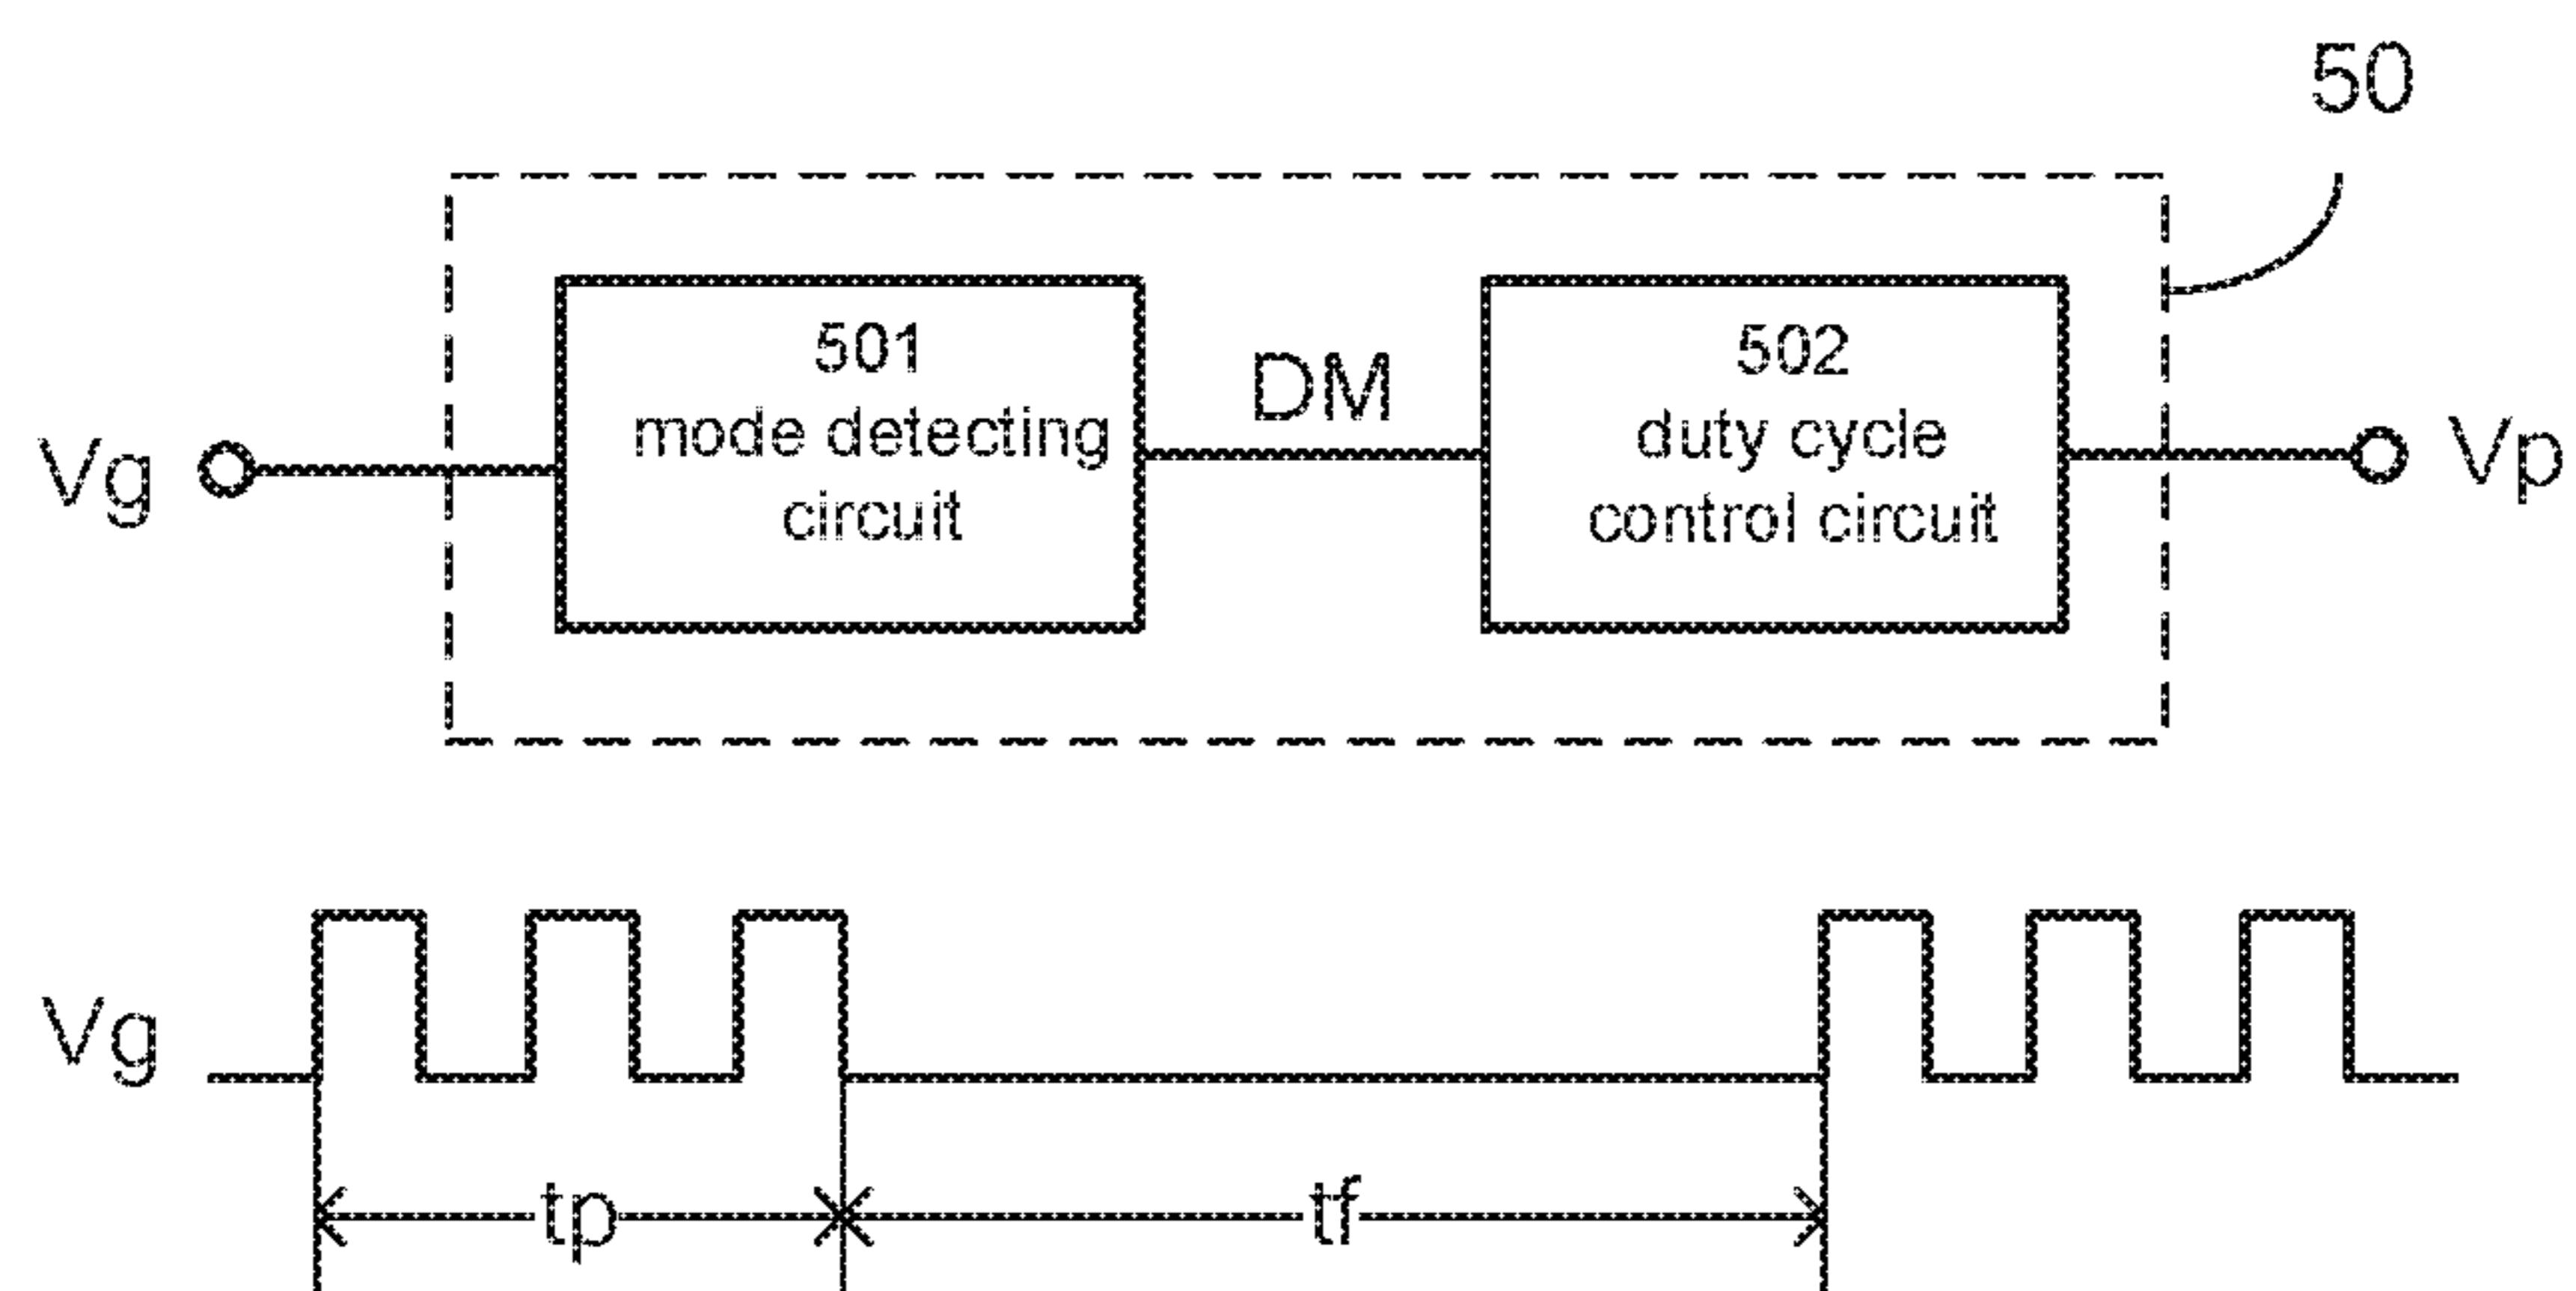 50
501
mode detecting
circuit
DM
502
duty cycle
control circuit
Vg
Vp
Vg
tp
tf